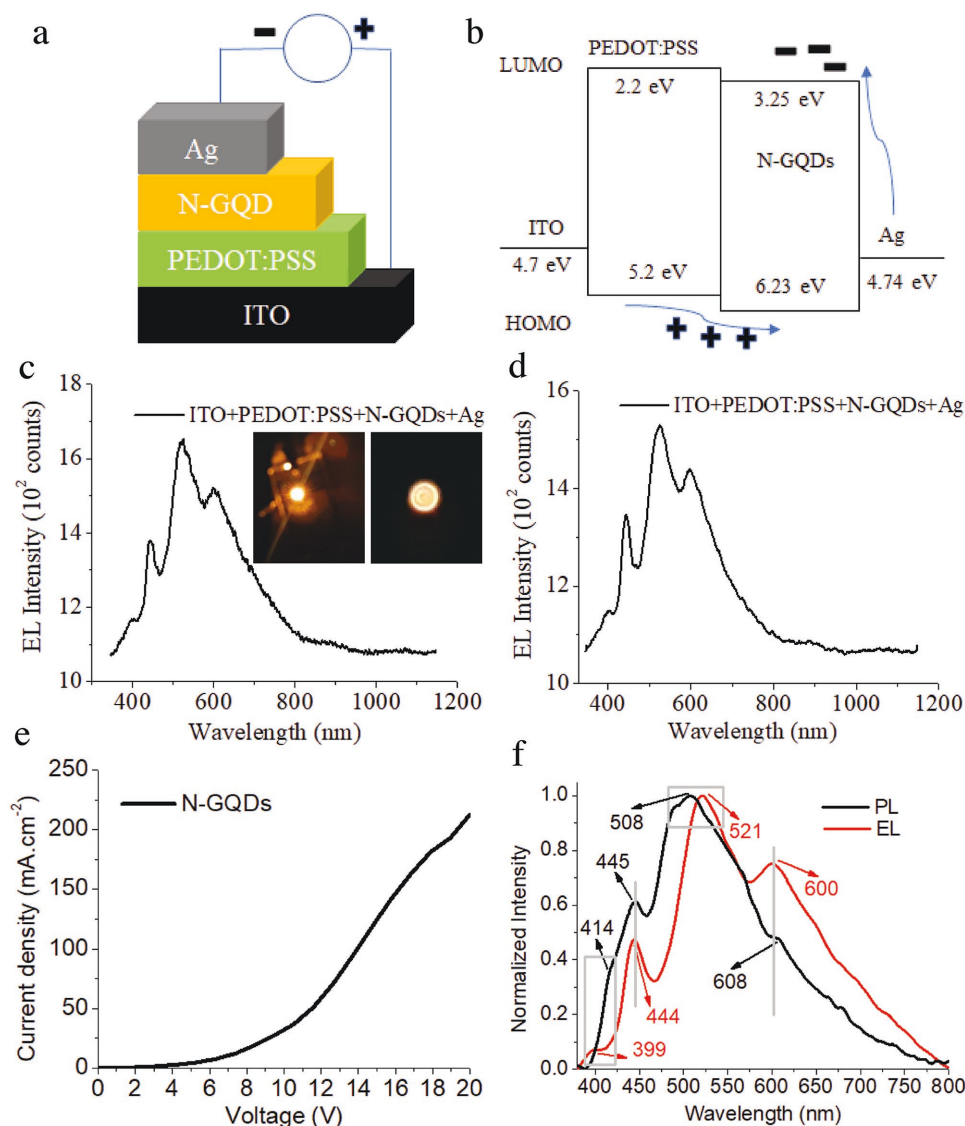 a
− +
Ag
N-GQD
PEDOT:PSS
ITO
b
PEDOT:PSS
LUMO
2.2 eV
3.25 eV
N-GQDs
ITO
Ag
4.7 eV
5.2 eV
6.23 eV
4.74 eV
HOMO
c
18
16
14
12
10
EL Intensity (10² counts)
ITO+PEDOT:PSS+N-GQDs+Ag
400 600 800 1000 1200
Wavelength (nm)
d
16
14
12
10
EL Intensity (10² counts)
ITO+PEDOT:PSS+N-GQDs+Ag
400 600 800 1000 1200
Wavelength (nm)
e
250
200
150
100
50
0
Current density (mA.cm⁻²)
N-GQDs
0 2 4 6 8 10 12 14 16 18 20
Voltage (V)
f
1.0
0.8
0.6
0.4
0.2
0.0
Normalized Intensity
PL
EL
508
521
445
600
414
608
444
399
400 450 500 550 600 650 700 750 800
Wavelength (nm)